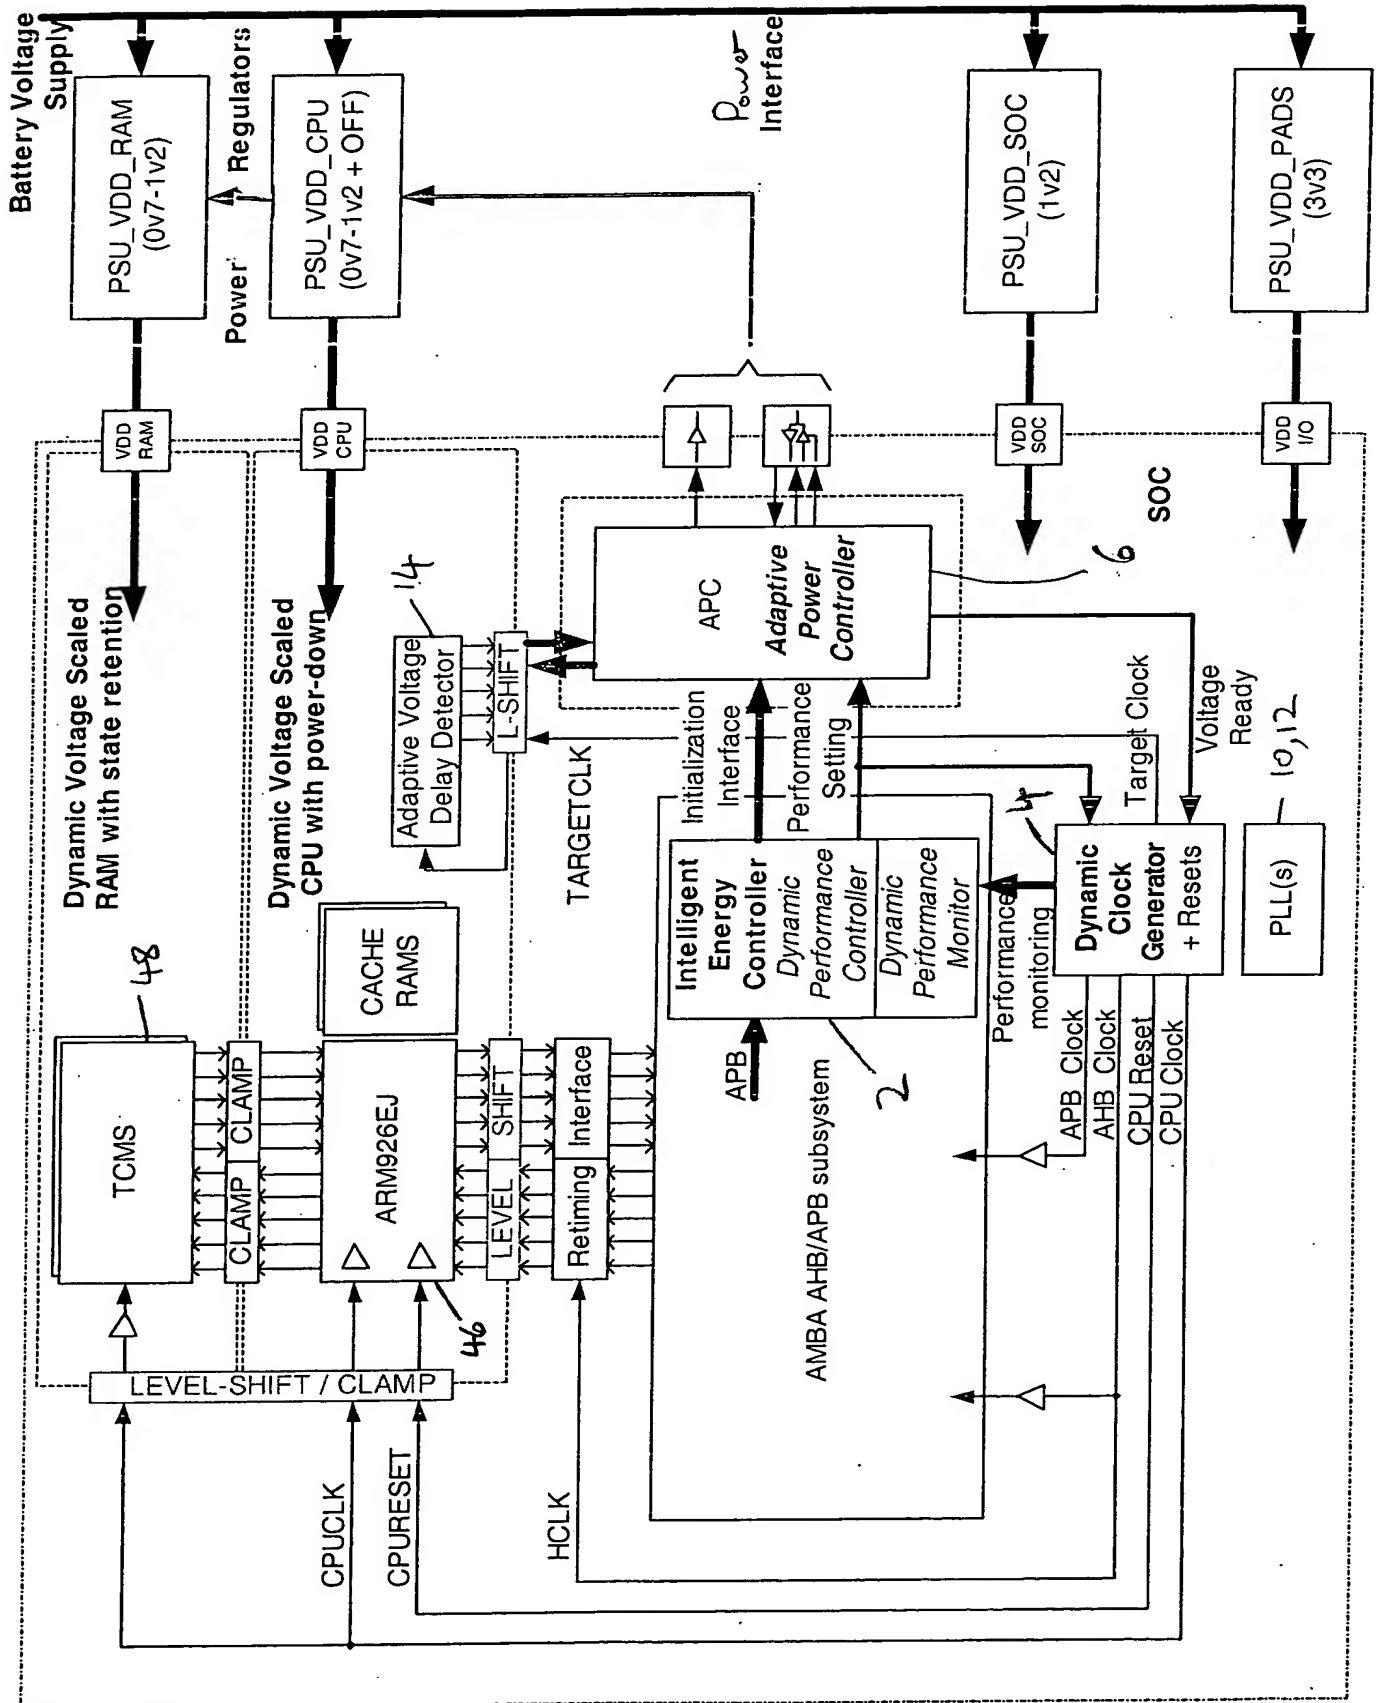 Battery Voltage
Supply
PSU_VDD_RAM
(0v7-1v2)
Power
Regulators
PSU_VDD_CPU
(0v7-1v2 + OFF)
Power
Interface
PSU_VDD_SOC
(1v2)
PSU_VDD_PADS
(3v3)
VDD
RAM
VDD
CPU
VDD
SOC
VDD
I/O
SOC
Dynamic Voltage Scaled
RAM with state retention
Dynamic Voltage Scaled
CPU with power-down
14
Adaptive Voltage
Delay Detector
L-SHIFT
TARGETCLK
APC
Adaptive
Power
Controller
6
Initialization
Interface
Performance
Setting
Target Clock
Voltage
Ready
48
TCMS
CLAMP
CLAMP
CACHE
RAMS
ARM926EJ
46
LEVEL
SHIFT
Retiming
Interface
LEVEL-SHIFT / CLAMP
CPUCLK
CPURESET
HCLK
APB
Intelligent
Energy
Controller
Dynamic
Performance
Controller
Dynamic
Performance
Monitor
2
AMBA AHB/APB subsystem
Performance
monitoring
4
Dynamic
Clock
Generator
+ Resets
APB Clock
AHB Clock
CPU Reset
CPU Clock
PLL(s)
10,12